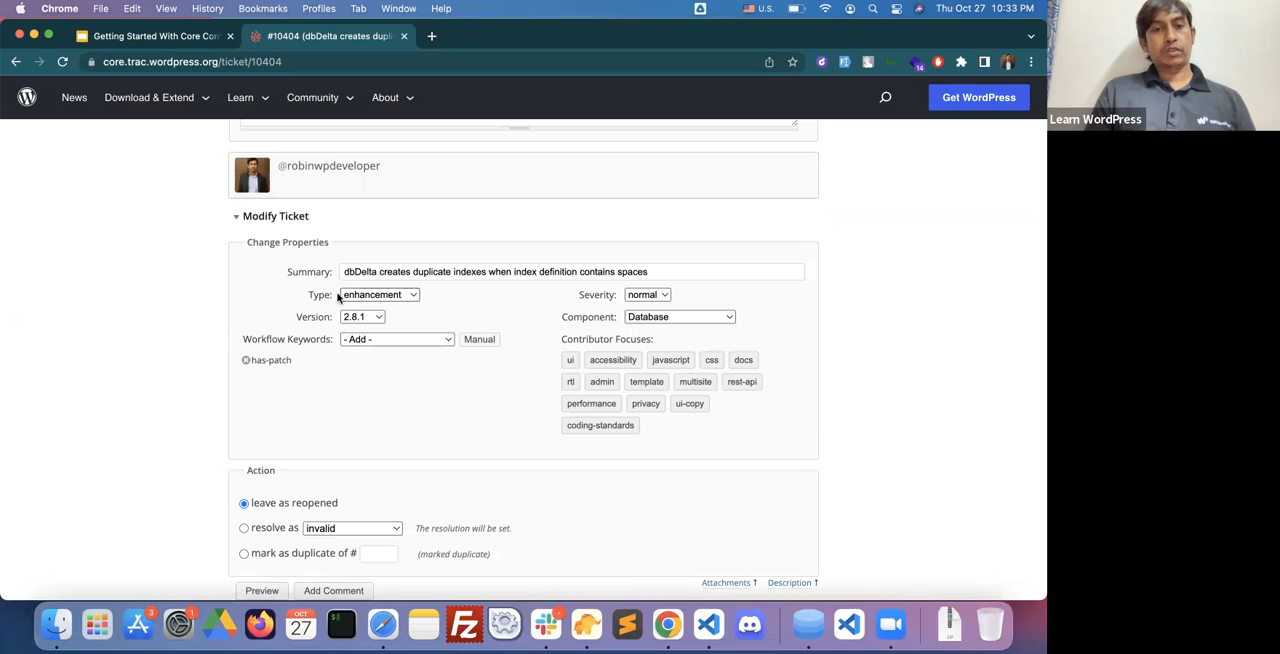 Chrome File Edit View History Bookmarks Profiles Tab Window Help U.S. Thu Oct 27 10:33 PM
Getting Started With Core Con #10404 (dbDelta creates dupl
core.trac.wordpress.org/ticket/10404
News Download & Extend Learn Community About Get WordPress
Learn WordPress
@robinwpdeveloper
Modify Ticket
Change Properties
Summary: dbDelta creates duplicate indexes when index definition contains spaces
Type: enhancement Severity: normal
Version: 2.8.1 Component: Database
Workflow Keywords: - Add - Manual Contributor Focuses:
has-patch ui accessibility javascript css docs
rtl admin template multisite rest-api
performance privacy ui-copy
coding-standards
Action
leave as reopened
resolve as invalid The resolution will be set.
mark as duplicate of # (marked duplicate)
Attachments ↑ Description ↑
Preview Add Comment
3 1 OCT 27 Fz ZIP
14